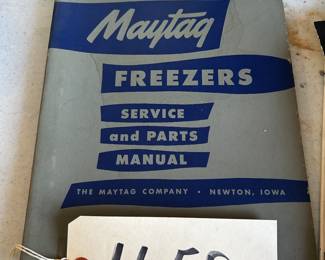 Maytag
FREEZERS
SERVICE
and PARTS
MANUAL
THE MAYTAG COMPANY • NEWTON, IOWA